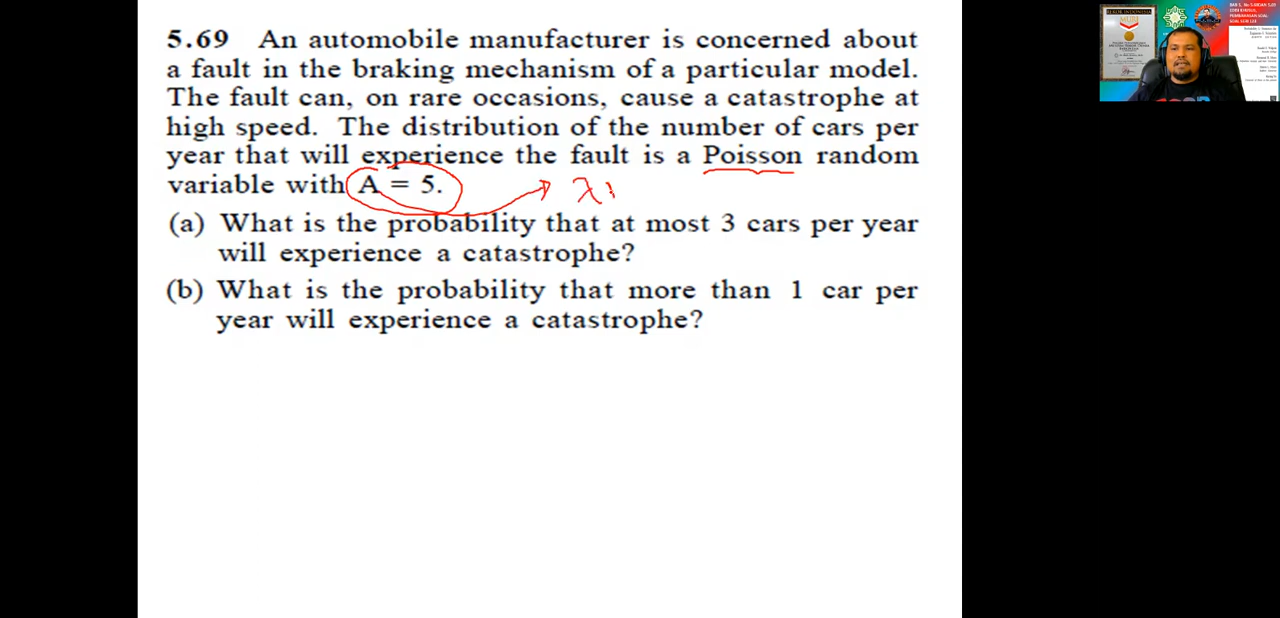 5.69 An automobile manufacturer is concerned about
a fault in the braking mechanism of a particular model.
The fault can, on rare occasions, cause a catastrophe at
high speed. The distribution of the number of cars per
year that will experience the fault is a Poisson random
variable with A = 5.
λ
(a) What is the probability that at most 3 cars per year
will experience a catastrophe?
(b) What is the probability that more than 1 car per
year will experience a catastrophe?
MURI